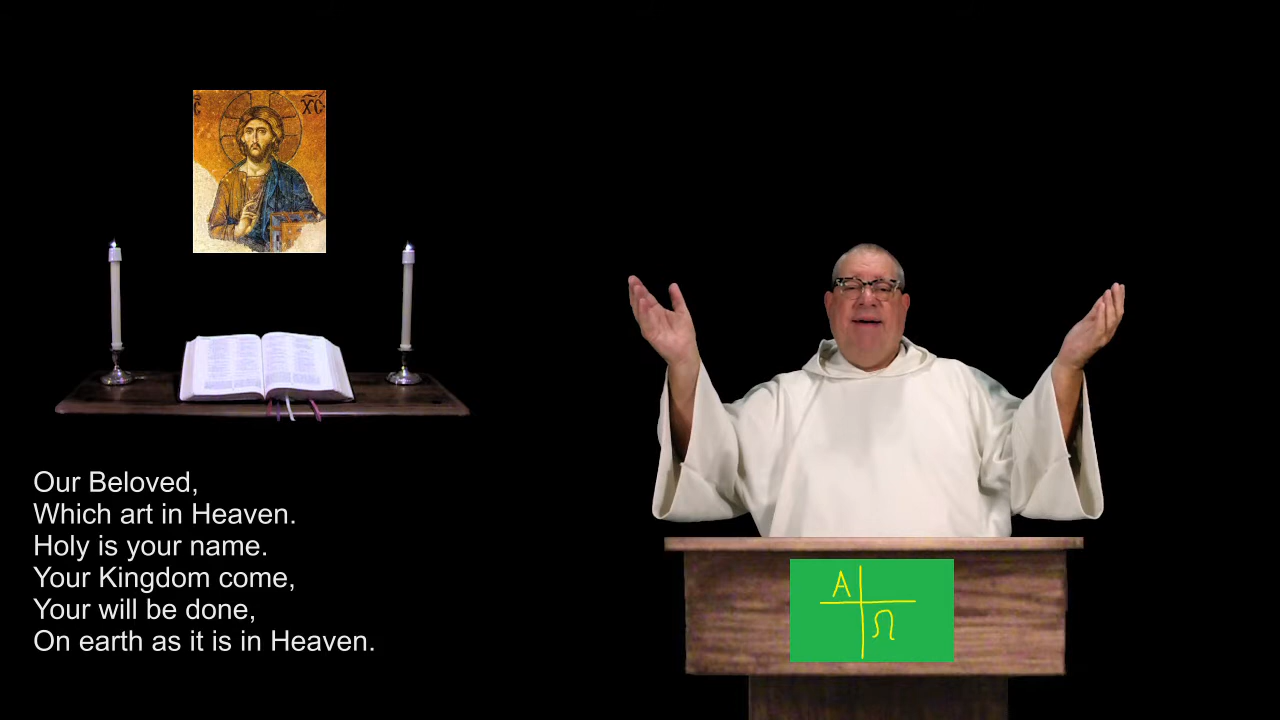 C XC
Our Beloved,
Which art in Heaven.
Holy is your name.
Your Kingdom come,
Your will be done,
On earth as it is in Heaven.
A
Ω